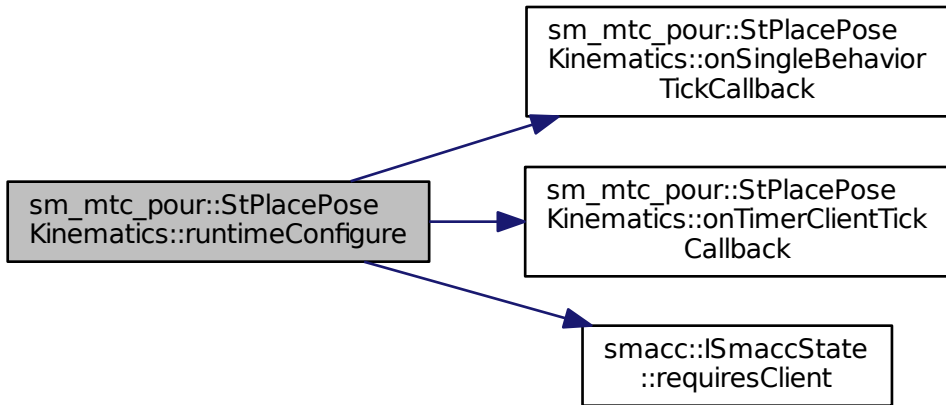 sm_mtc_pour::StPlacePose
Kinematics::onSingleBehavior
TickCallback
sm_mtc_pour::StPlacePose
Kinematics::runtimeConfigure
sm_mtc_pour::StPlacePose
Kinematics::onTimerClientTick
Callback
smacc::ISmaccState
::requiresClient